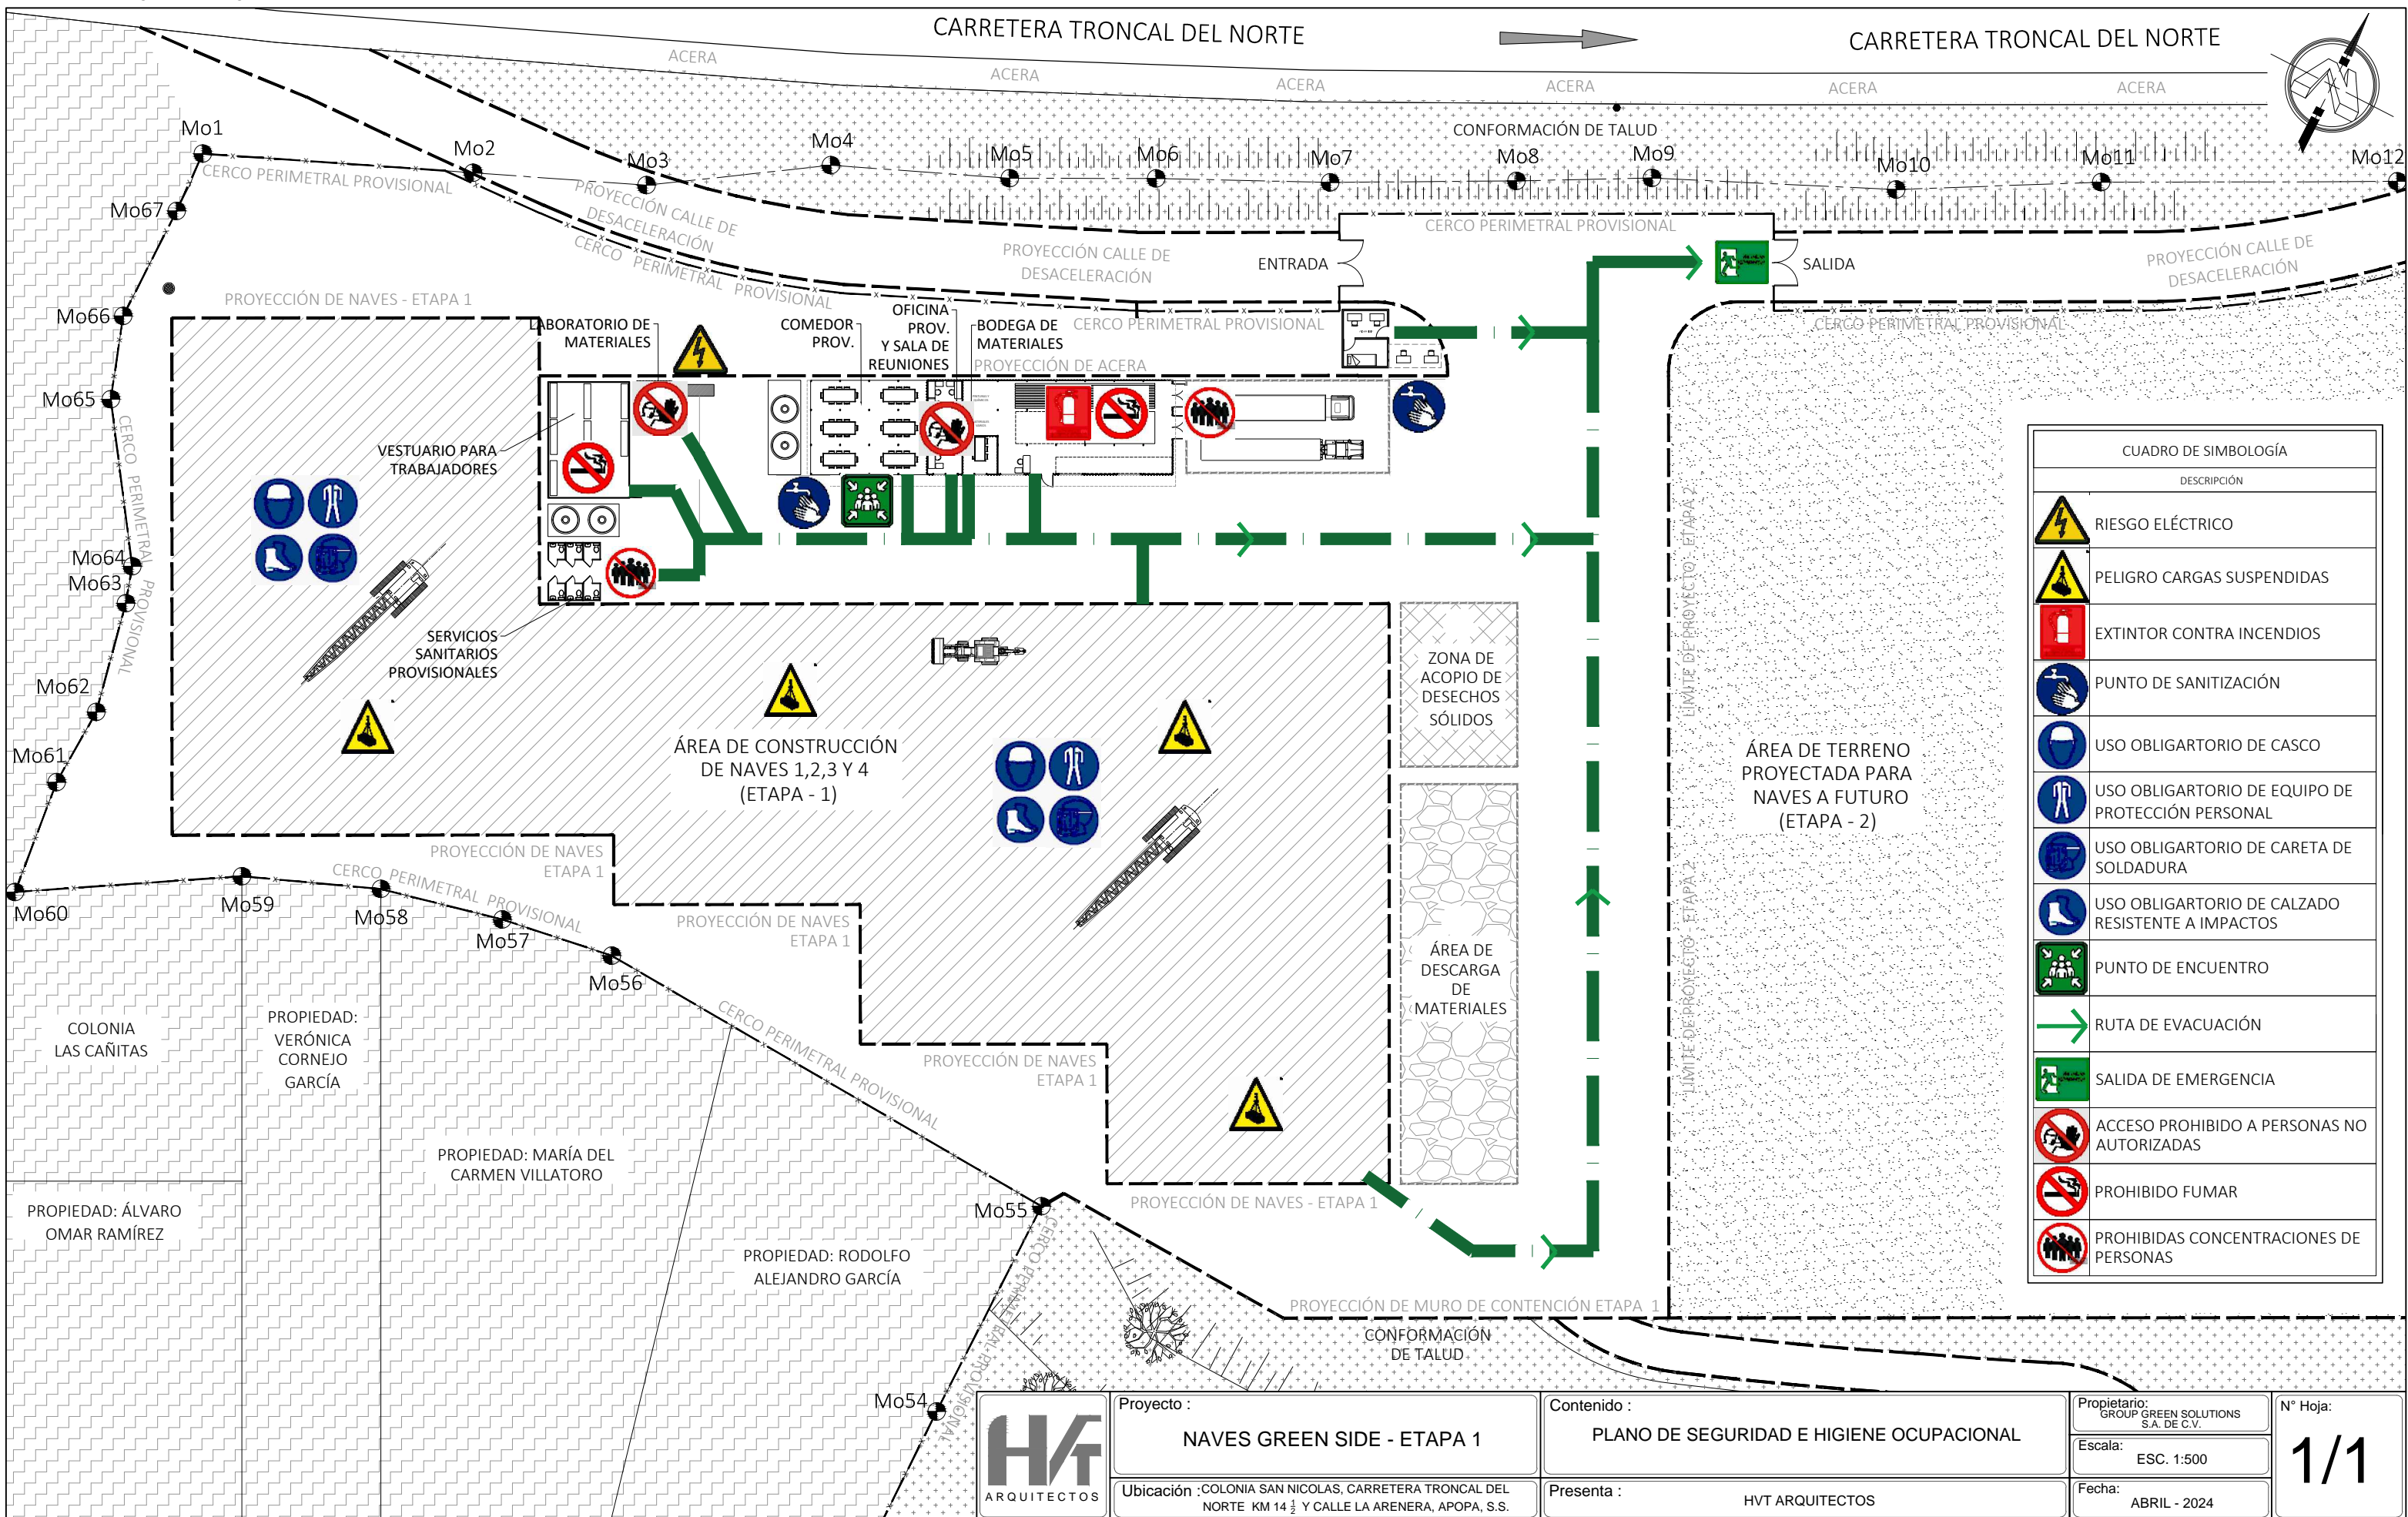 CARRETERA TRONCAL DEL NORTE
CARRETERA TRONCAL DEL NORTE
ACERA
ACERA
ACERA
ACERA
ACERA
ACERA
CONFORMACIÓN DE TALUD
Mo1
Mo2
Mo3
Mo4
Mo5
Mo6
Mo7
Mo8
Mo9
Mo10
Mo11
Mo12
CERCO PERIMETRAL PROVISIONAL
PROYECCIÓN CALLE DE
DESACELERACIÓN
CERCO PERIMETRAL PROVISIONAL
PROYECCIÓN CALLE DE
DESACELERACIÓN
CERCO PERIMETRAL PROVISIONAL
ENTRADA
SALIDA
PROYECCIÓN CALLE DE
DESACELERACIÓN
Mo67
Mo66
Mo65
Mo64
Mo63
Mo62
Mo61
Mo60
Mo59
Mo58
Mo57
Mo56
Mo55
Mo54
PROYECCIÓN DE NAVES - ETAPA 1
LABORATORIO DE
MATERIALES
COMEDOR
PROV.
OFICINA
PROV.
Y SALA DE
REUNIONES
BODEGA DE
MATERIALES
CERCO PERIMETRAL PROVISIONAL
PROYECCIÓN DE ACERA
CERCO PERIMETRAL PROVISIONAL
VESTUARIO PARA
TRABAJADORES
CERCO PERIMETRAL PROVISIONAL
SERVICIOS
SANITARIOS
PROVISIONALES
ZONA DE
ACOPIO DE
DESECHOS
SÓLIDOS
LIMITE DE PROYECTO - ETAPA 2
ÁREA DE CONSTRUCCIÓN
DE NAVES 1,2,3 Y 4
(ETAPA - 1)
ÁREA DE TERRENO
PROYECTADA PARA
NAVES A FUTURO
(ETAPA - 2)
PROYECCIÓN DE NAVES
ETAPA 1
CERCO PERIMETRAL PROVISIONAL
PROYECCIÓN DE NAVES
ETAPA 1
ÁREA DE
DESCARGA
DE
MATERIALES
LIMITE DE PROYECTO - ETAPA 2
COLONIA
LAS CAÑITAS
PROPIEDAD:
VERÓNICA
CORNEJO
GARCÍA
CERCO PERIMETRAL PROVISIONAL
PROYECCIÓN DE NAVES
ETAPA 1
PROPIEDAD: MARÍA DEL
CARMEN VILLATORO
PROPIEDAD: ÁLVARO
OMAR RAMÍREZ
PROYECCIÓN DE NAVES - ETAPA 1
PROPIEDAD: RODOLFO
ALEJANDRO GARCÍA
CERCO PERIMETRAL PROVISIONAL
PROYECCIÓN DE MURO DE CONTENCIÓN ETAPA 1
CONFORMACIÓN
DE TALUD
CUADRO DE SIMBOLOGÍA
DESCRIPCIÓN
RIESGO ELÉCTRICO
PELIGRO CARGAS SUSPENDIDAS
EXTINTOR CONTRA INCENDIOS
PUNTO DE SANITIZACIÓN
USO OBLIGARTORIO DE CASCO
USO OBLIGARTORIO DE EQUIPO DE
PROTECCIÓN PERSONAL
USO OBLIGARTORIO DE CARETA DE
SOLDADURA
USO OBLIGARTORIO DE CALZADO
RESISTENTE A IMPACTOS
PUNTO DE ENCUENTRO
RUTA DE EVACUACIÓN
SALIDA DE EMERGENCIA
ACCESO PROHIBIDO A PERSONAS NO
AUTORIZADAS
PROHIBIDO FUMAR
PROHIBIDAS CONCENTRACIONES DE
PERSONAS
HVT
ARQUITECTOS
Proyecto :
NAVES GREEN SIDE - ETAPA 1
Ubicación : COLONIA SAN NICOLAS, CARRETERA TRONCAL DEL
NORTE KM 14 ½ Y CALLE LA ARENERA, APOPA, S.S.
Contenido :
PLANO DE SEGURIDAD E HIGIENE OCUPACIONAL
Presenta :
HVT ARQUITECTOS
Propietario:
GROUP GREEN SOLUTIONS
S.A. DE C.V.
Escala:
ESC. 1:500
Fecha:
ABRIL - 2024
N° Hoja:
1/1